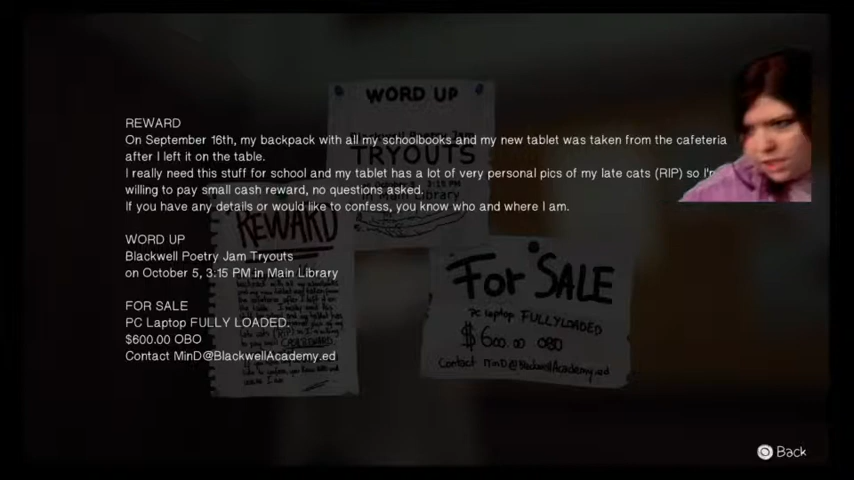 REWARD
On September 16th, my backpack with all my schoolbooks and my new tablet was taken from the cafeteria
after I left it on the table.
I really need this stuff for school and my tablet has a lot of very personal pics of my late cats (RIP) so I'm
willing to pay small cash reward, no questions asked.
If you have any details or would like to confess, you know who and where I am.
WORD UP
Blackwell Poetry Jam Tryouts
on October 5, 3.15 PM in Main Library
FOR SALE
PC Laptop FULLY LOADED.
$600.00 OBO
Contact MinD@BlackwellAcademy.ed
WORD UP
Blackwell Poetry Jam
TRYOUTS
in Main Library
REWARD
For SALE
PC Laptop FULLY LOADED
$600.00 OBO
Contact MinD@BlackwellAcademy.ed
Back